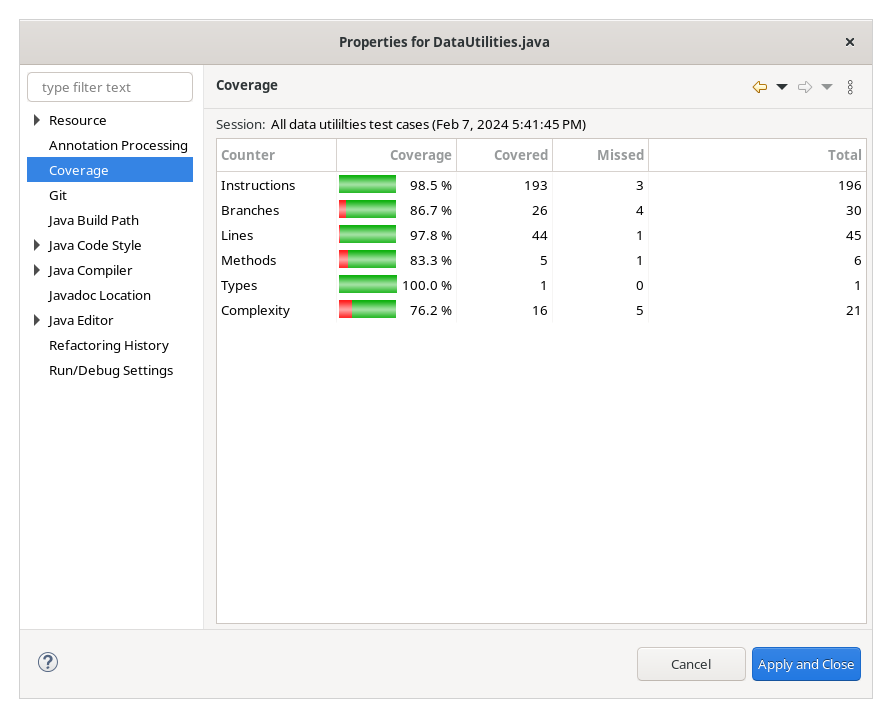 Properties for DataUtilities.java
type filter text
Resource
Annotation Processing
Coverage
Git
Java Build Path
Java Code Style
Java Compiler
Javadoc Location
Java Editor
Refactoring History
Run/Debug Settings
Coverage
Session: All data utililties test cases (Feb 7, 2024 5:41:45 PM)
Counter Coverage Covered Missed Total
Instructions 98.5 % 193 3 196
Branches 86.7 % 26 4 30
Lines 97.8 % 44 1 45
Methods 83.3 % 5 1 6
Types 100.0 % 1 0 1
Complexity 76.2 % 16 5 21
Cancel Apply and Close